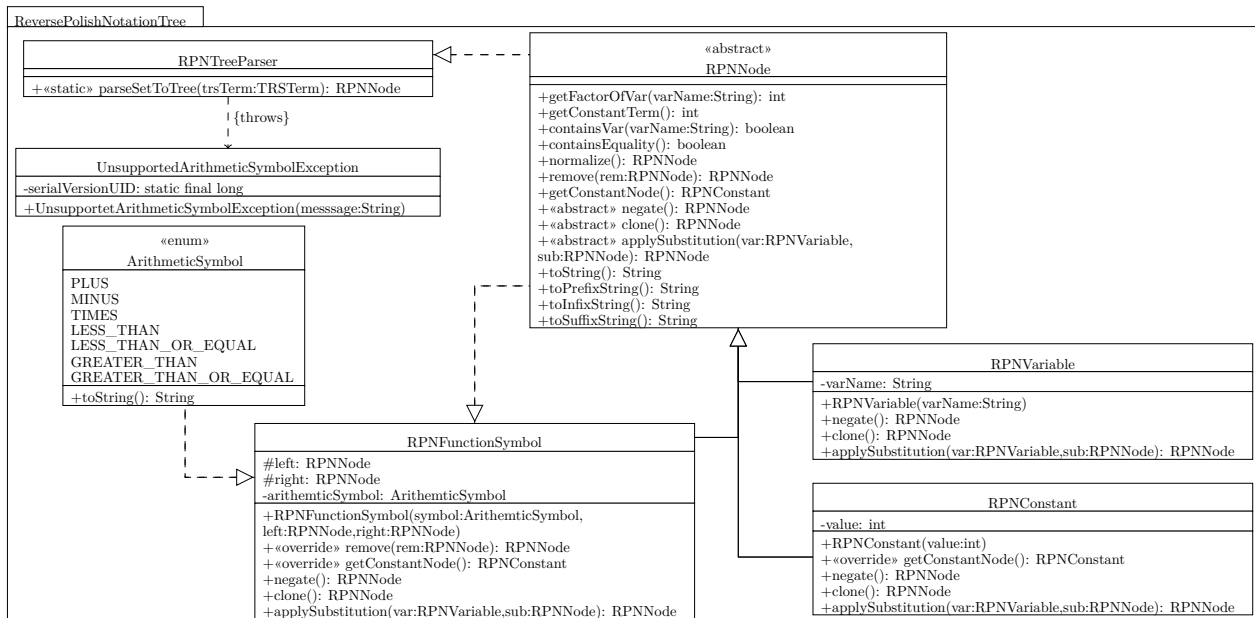 ReversePolishNotationTree
RPNTreeParser
+«static» parseSetToTree(trsTerm:TRSTerm): RPNNode
{throws}
UnsupportedArithmeticSymbolException
-serialVersionUID: static final long
+UnsupportetArithmeticSymbolException(messsage:String)
«enum»
ArithmeticSymbol
PLUS
MINUS
TIMES
LESS_THAN
LESS_THAN_OR_EQUAL
GREATER_THAN
GREATER_THAN_OR_EQUAL
+toString(): String
«abstract»
RPNNode
+getFactorOfVar(varName:String): int
+getConstantTerm(): int
+containsVar(varName:String): boolean
+containsEquality(): boolean
+normalize(): RPNNode
+remove(rem:RPNNode): RPNNode
+getConstantNode(): RPNConstant
+«abstract» negate(): RPNNode
+«abstract» clone(): RPNNode
+«abstract» applySubstitution(var:RPNVariable,
sub:RPNNode): RPNNode
+toString(): String
+toPrefixString(): String
+toInfixString(): String
+toSuffixString(): String
RPNFunctionSymbol
#left: RPNNode
#right: RPNNode
-arithemticSymbol: ArithemticSymbol
+RPNFunctionSymbol(symbol:ArithemticSymbol,
left:RPNNode,right:RPNNode)
+«override» remove(rem:RPNNode): RPNNode
+«override» getConstantNode(): RPNConstant
+negate(): RPNNode
+clone(): RPNNode
+applySubstitution(var:RPNVariable,sub:RPNNode): RPNNode
RPNVariable
-varName: String
+RPNVariable(varName:String)
+negate(): RPNNode
+clone(): RPNNode
+applySubstitution(var:RPNVariable,sub:RPNNode): RPNNode
RPNConstant
-value: int
+RPNConstant(value:int)
+«override» getConstantNode(): RPNConstant
+negate(): RPNNode
+clone(): RPNNode
+applySubstitution(var:RPNVariable,sub:RPNNode): RPNNode